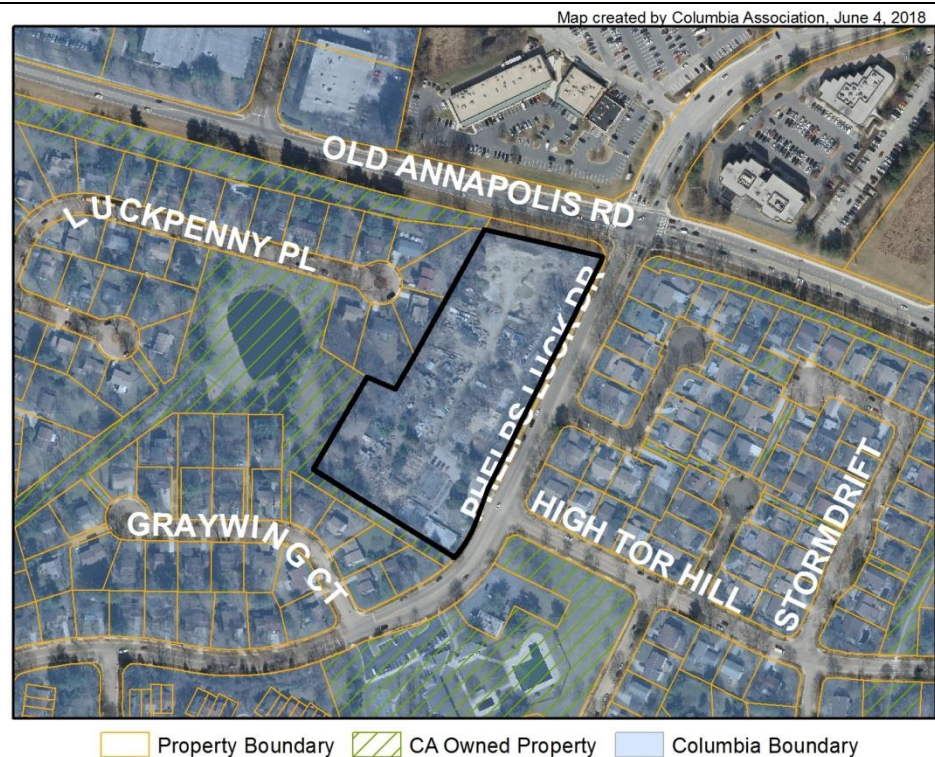 Map created by Columbia Association, June 4, 2018
OLD ANNAPOLIS RD
LUCKPENNY PL
PHELPS LUCK DR
GRAYWING CT
HIGH TOR HILL
STORMDRIFT
Property Boundary
CA Owned Property
Columbia Boundary